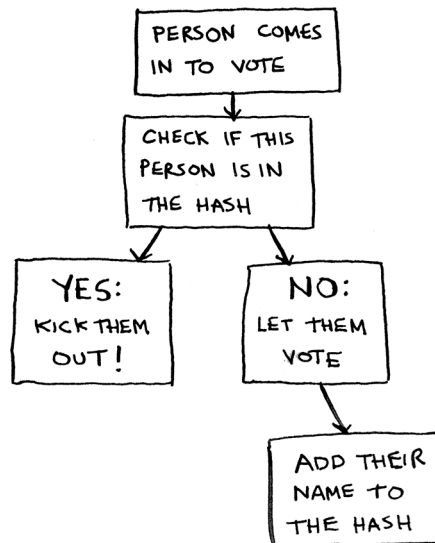 PERSON COMES
IN TO VOTE
CHECK IF THIS
PERSON IS IN
THE HASH
YES:
KICK THEM
OUT!
NO:
LET THEM
VOTE
ADD THEIR
NAME TO
THE HASH